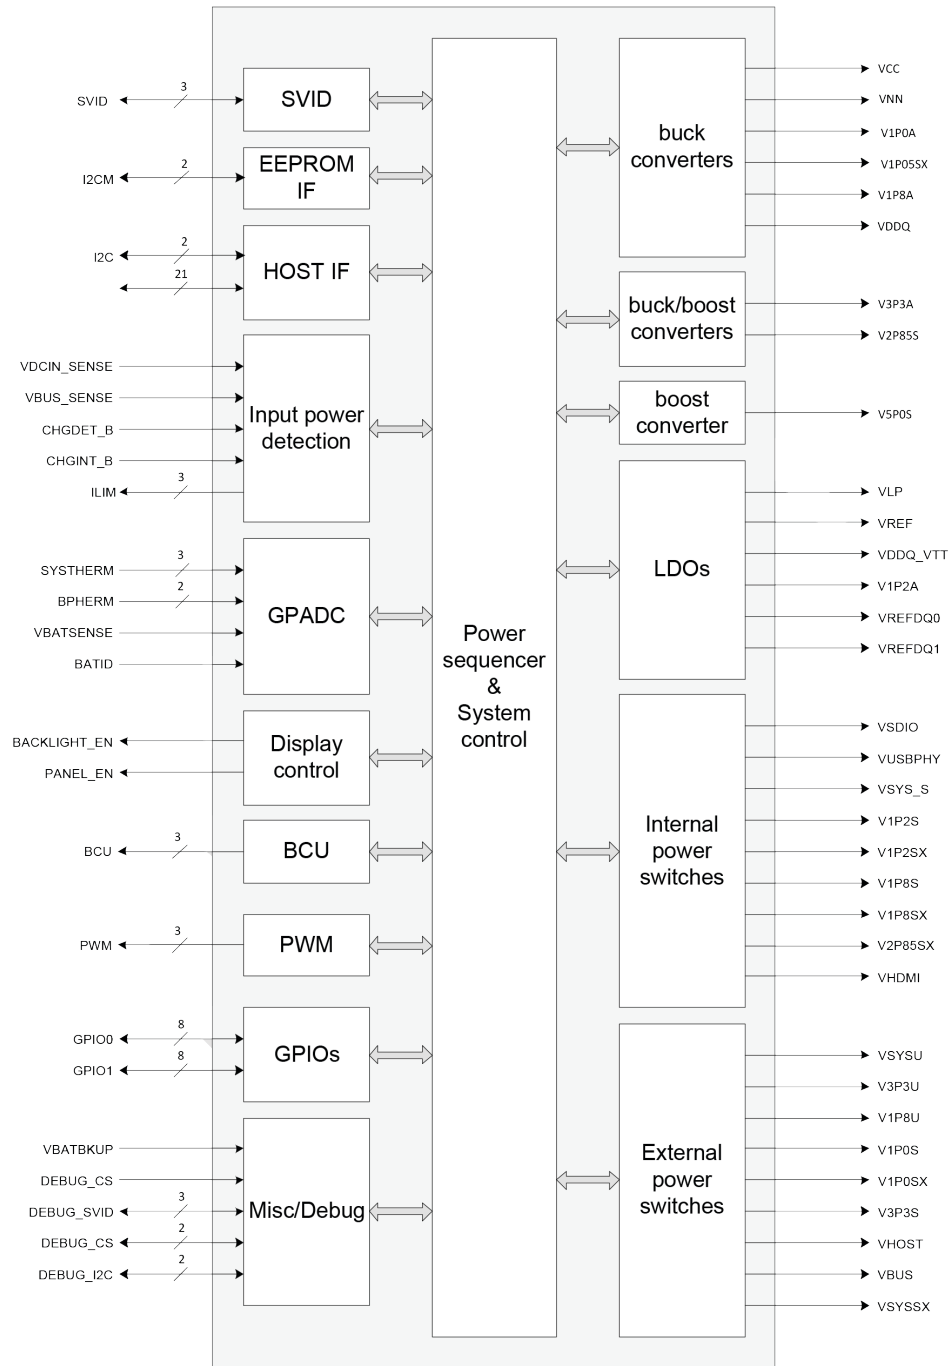 SVID
3
I2CM
2
I2C
2
21
VDCIN_SENSE
VBUS_SENSE
CHGDET_B
CHGINT_B
ILIM
3
SYSTHERM
3
BPHERM
2
VBATSENSE
BATID
BACKLIGHT_EN
PANEL_EN
BCU
3
PWM
3
GPIO0
8
GPIO1
8
VBATBKUP
DEBUG_CS
DEBUG_SVID
3
DEBUG_CS
2
DEBUG_I2C
2
SVID
EEPROM
IF
HOST IF
Input power
detection
GPADC
Display
control
BCU
PWM
GPIOs
Misc/Debug
Power
sequencer
&
System
control
buck
converters
buck/boost
converters
boost
converter
LDOs
Internal
power
switches
External
power
switches
VCC
VNN
V1P0A
V1P05SX
V1P8A
VDDQ
V3P3A
V2P85S
V5P0S
VLP
VREF
VDDQ_VTT
V1P2A
VREFDQ0
VREFDQ1
VSDIO
VUSBPHY
VSYS_S
V1P2S
V1P2SX
V1P8S
V1P8SX
V2P85SX
VHDMI
VSYSU
V3P3U
V1P8U
V1P0S
V1P0SX
V3P3S
VHOST
VBUS
VSYSSX